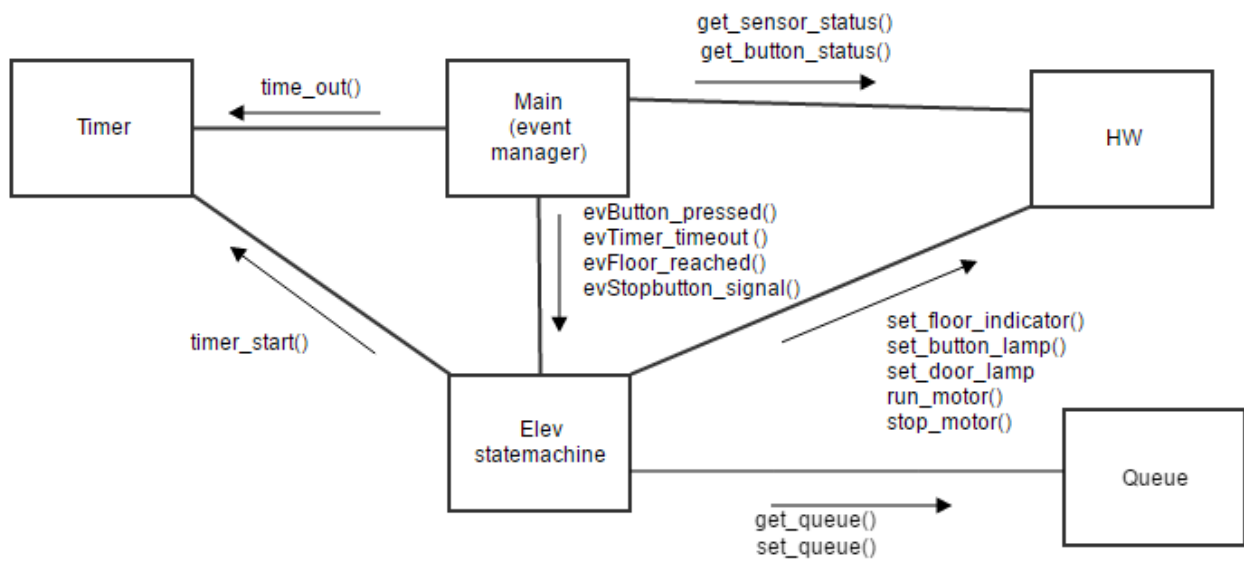 get_sensor_status()
get_button_status()
time_out()
Timer
Main
(event
manager)
HW
evButton_pressed()
evTimer_timeout ()
evFloor_reached()
evStopbutton_signal()
timer_start()
set_floor_indicator()
set_button_lamp()
set_door_lamp
run_motor()
stop_motor()
Elev
statemachine
Queue
get_queue()
set_queue()